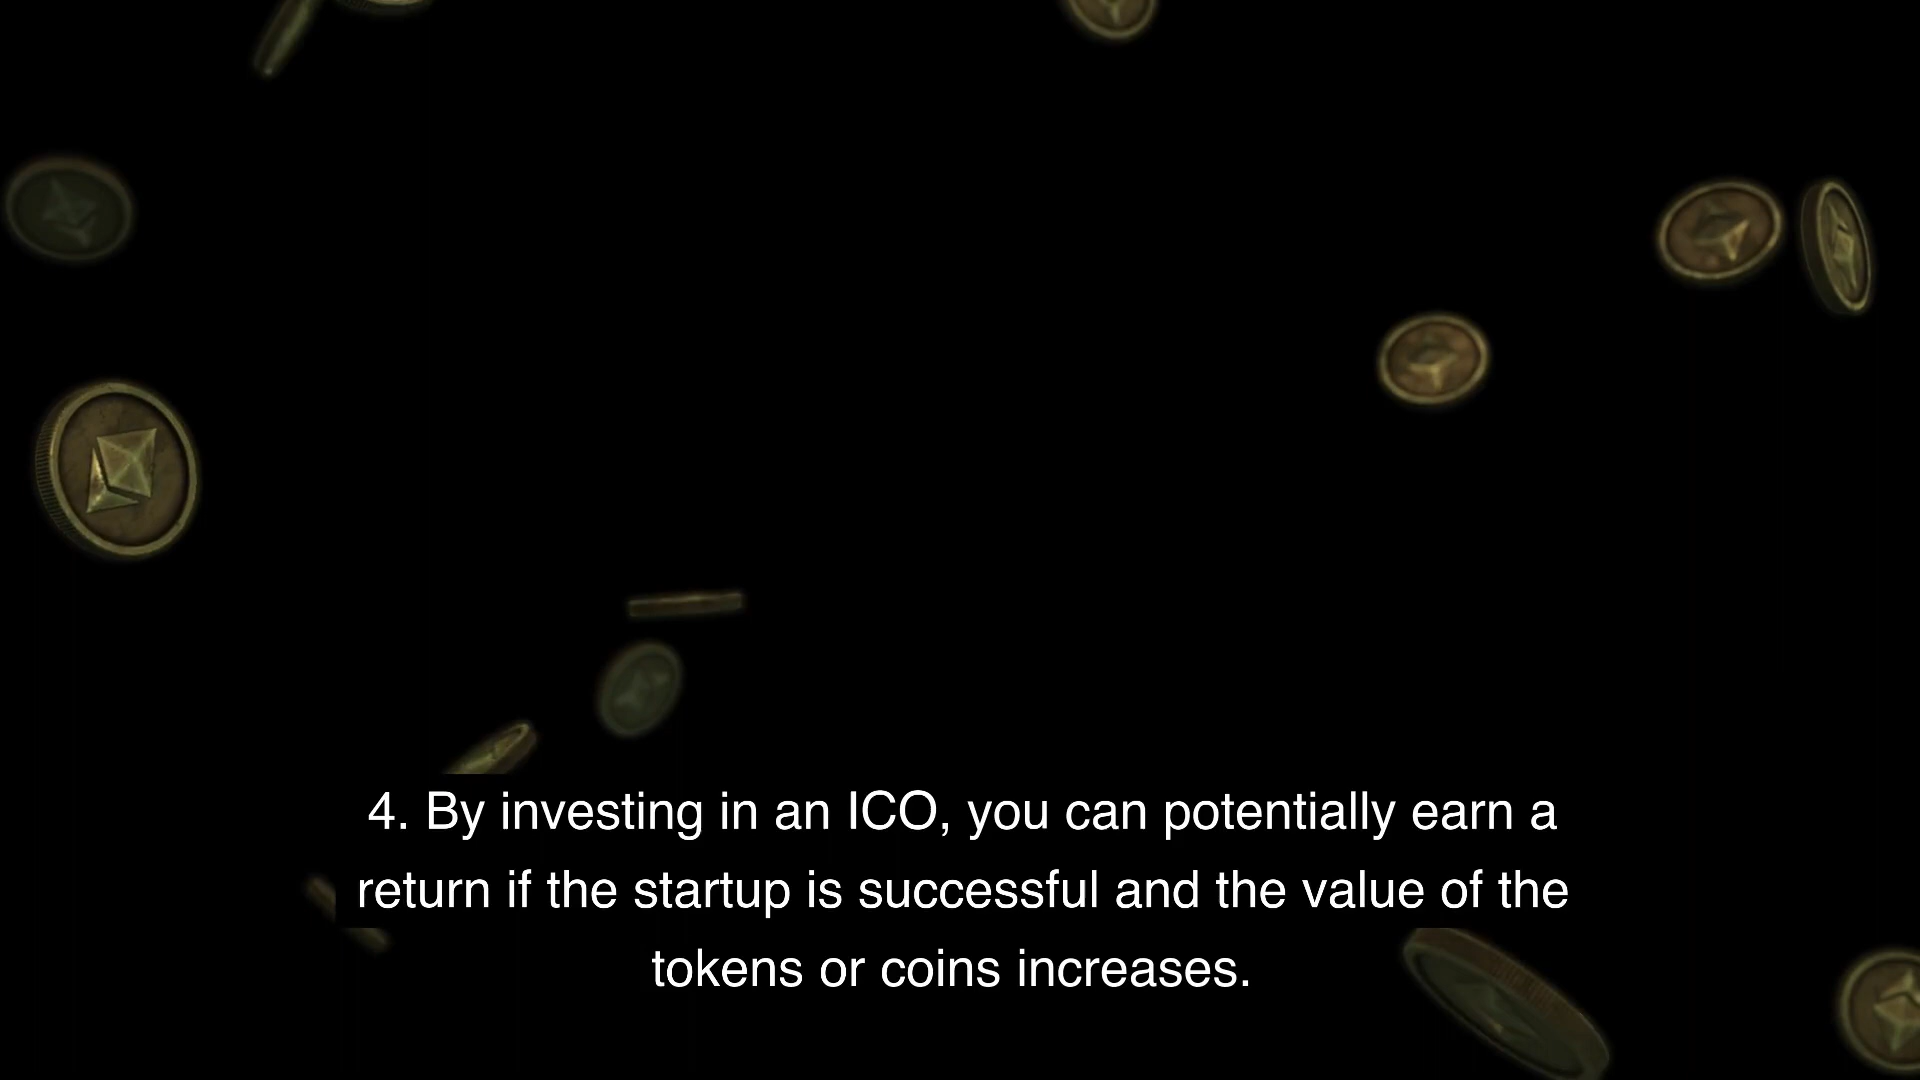 4. By investing in an ICO, you can potentially earn a
return if the startup is successful and the value of the
tokens or coins increases.